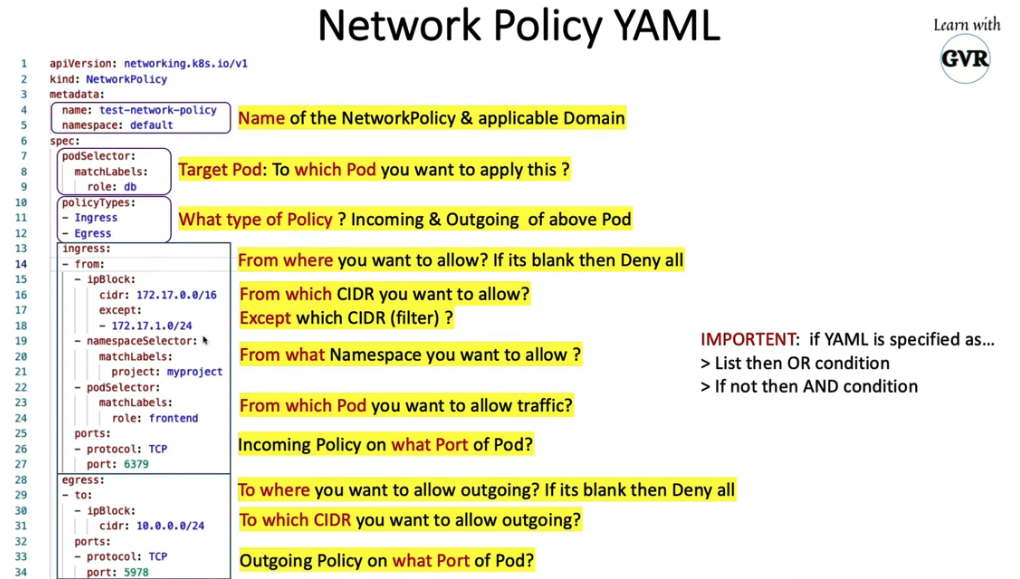 Network Policy YAML
Learn with
GVR
1 apiVersion: networking.k8s.io/v1
2 kind: NetworkPolicy
3 metadata:
4 name: test-network-policy
5 namespace: default
Name of the NetworkPolicy & applicable Domain
6 spec:
7 podSelector:
8 matchLabels:
9 role: db
Target Pod: To which Pod you want to apply this ?
10 policyTypes:
11 - Ingress
12 - Egress
What type of Policy ? Incoming & Outgoing of above Pod
13 ingress:
14 - from:
From where you want to allow? If its blank then Deny all
15 - ipBlock:
16 cidr: 172.17.0.0/16
From which CIDR you want to allow?
17 except:
18 - 172.17.1.0/24
Except which CIDR (filter) ?
19 - namespaceSelector:
20 matchLabels:
21 project: myproject
From what Namespace you want to allow ?
22 - podSelector:
23 matchLabels:
24 role: frontend
From which Pod you want to allow traffic?
25 ports:
26 - protocol: TCP
27 port: 6379
Incoming Policy on what Port of Pod?
28 egress:
29 - to:
To where you want to allow outgoing? If its blank then Deny all
30 - ipBlock:
31 cidr: 10.0.0.0/24
To which CIDR you want to allow outgoing?
32 ports:
33 - protocol: TCP
34 port: 5978
Outgoing Policy on what Port of Pod?
IMPORTENT: if YAML is specified as...
> List then OR condition
> If not then AND condition